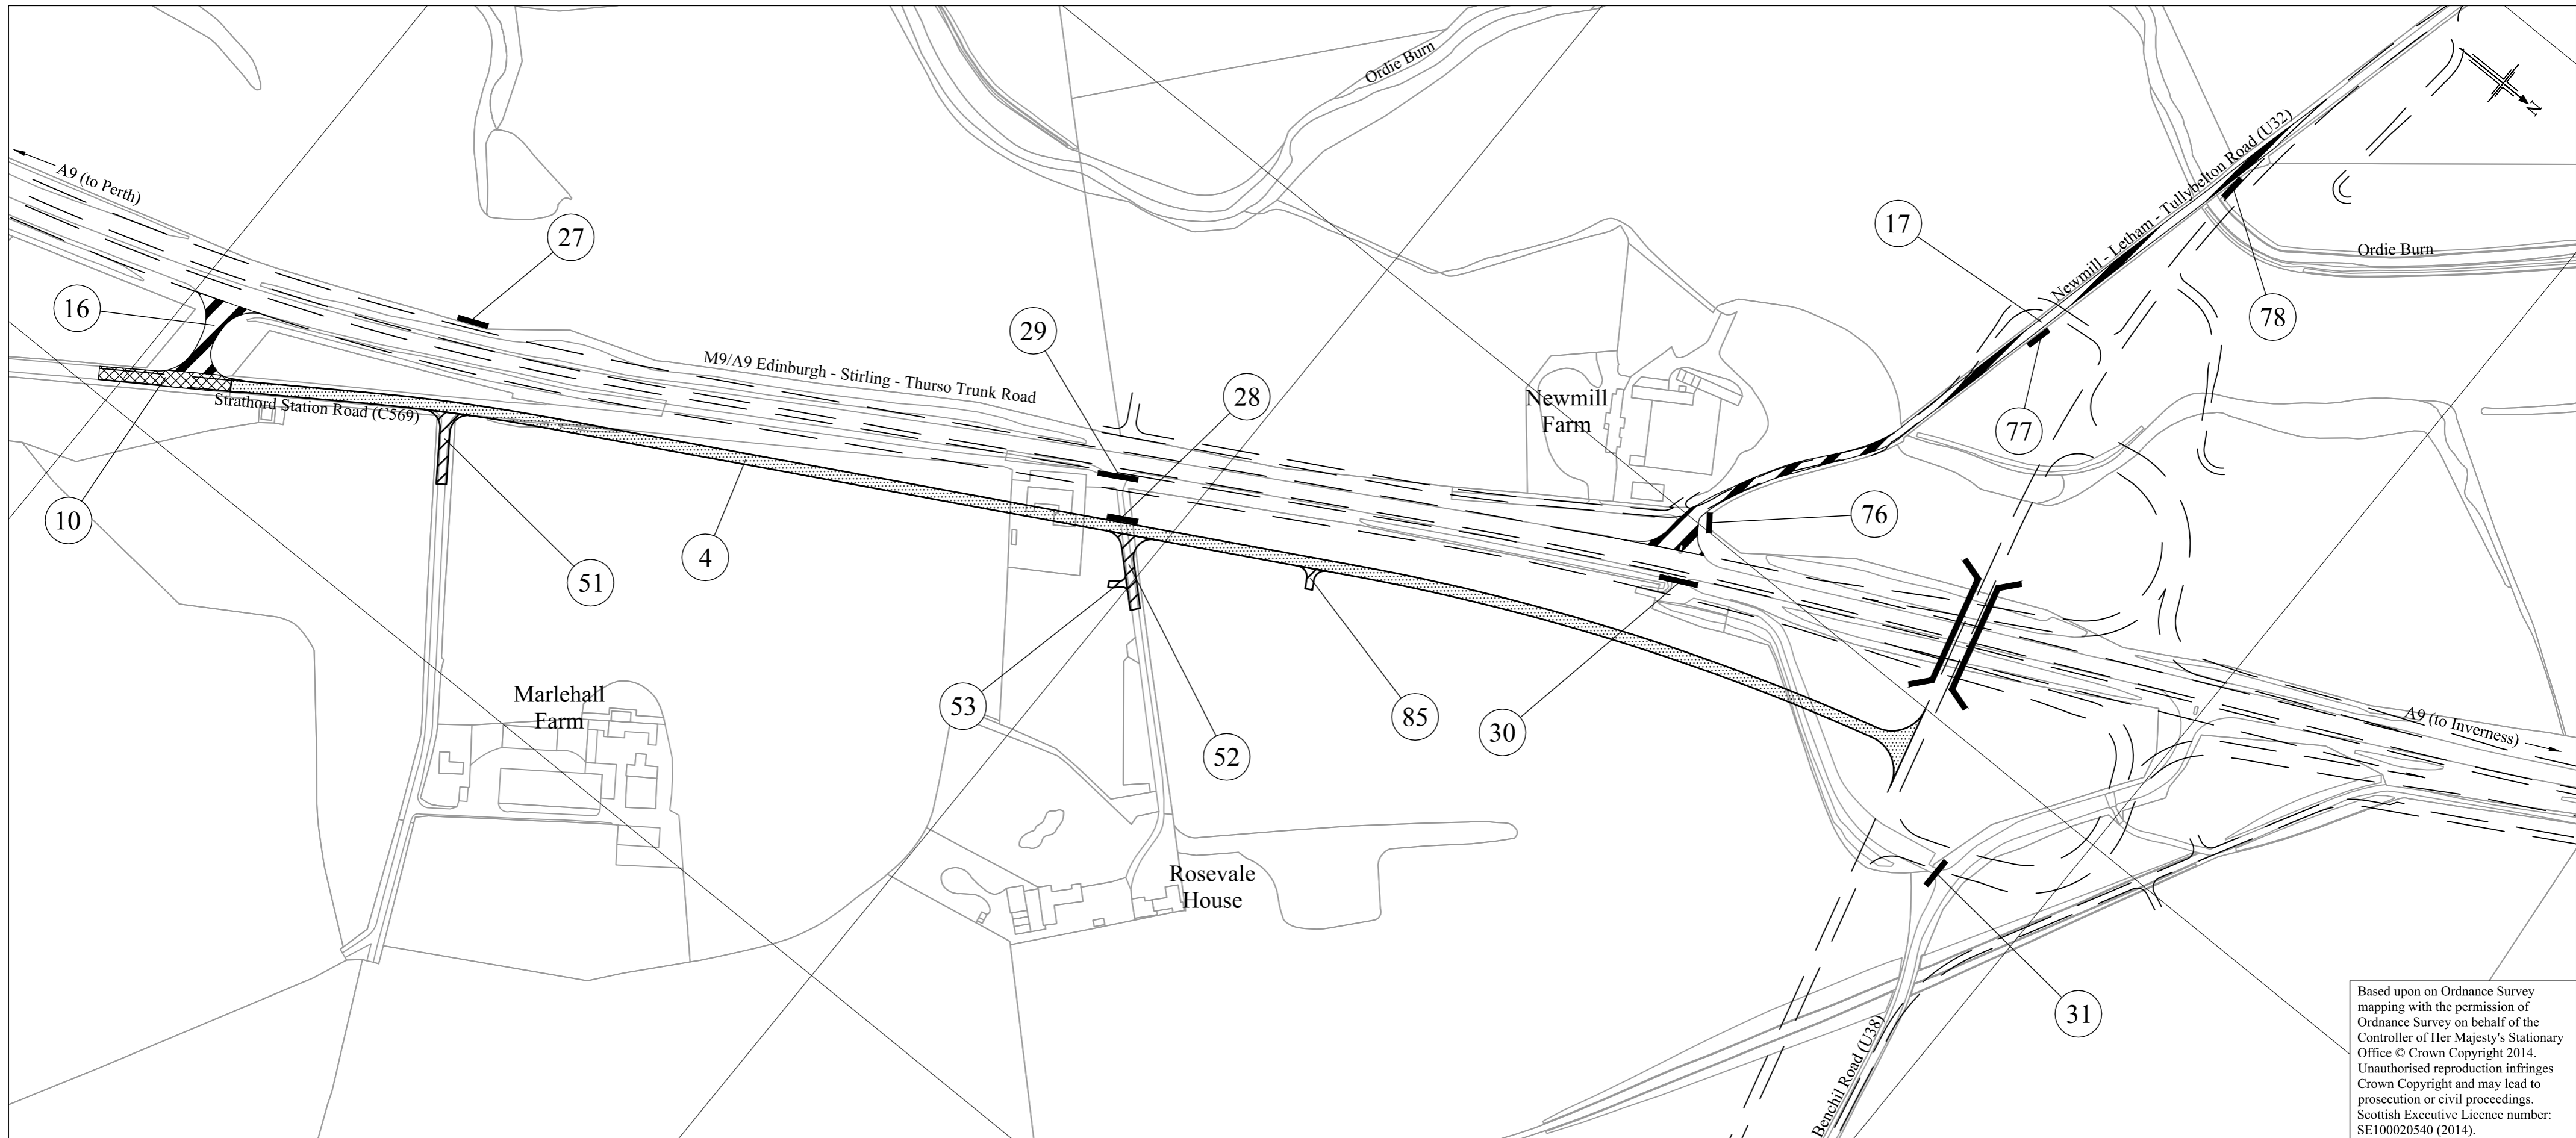 Ordie Burn
N
Newmill - Letham - Tullybelton Road (U32)
A9 (to Perth)
27
17
Ordie Burn
16
29
78
M9/A9 Edinburgh - Stirling - Thurso Trunk Road
28
Newmill
Farm
Strathord Station Road (C569)
77
10
76
4
51
Marlehall
Farm
53
85
30
A9 (to Inverness)
52
Rosevale
House
31
Benchil Road (U38)
Based upon on Ordnance Survey
mapping with the permission of
Ordnance Survey on behalf of the
Controller of Her Majesty's Stationary
Office © Crown Copyright 2014.
Unauthorised reproduction infringes
Crown Copyright and may lead to
prosecution or civil proceedings.
Scottish Executive Licence number:
SE100020540 (2014).